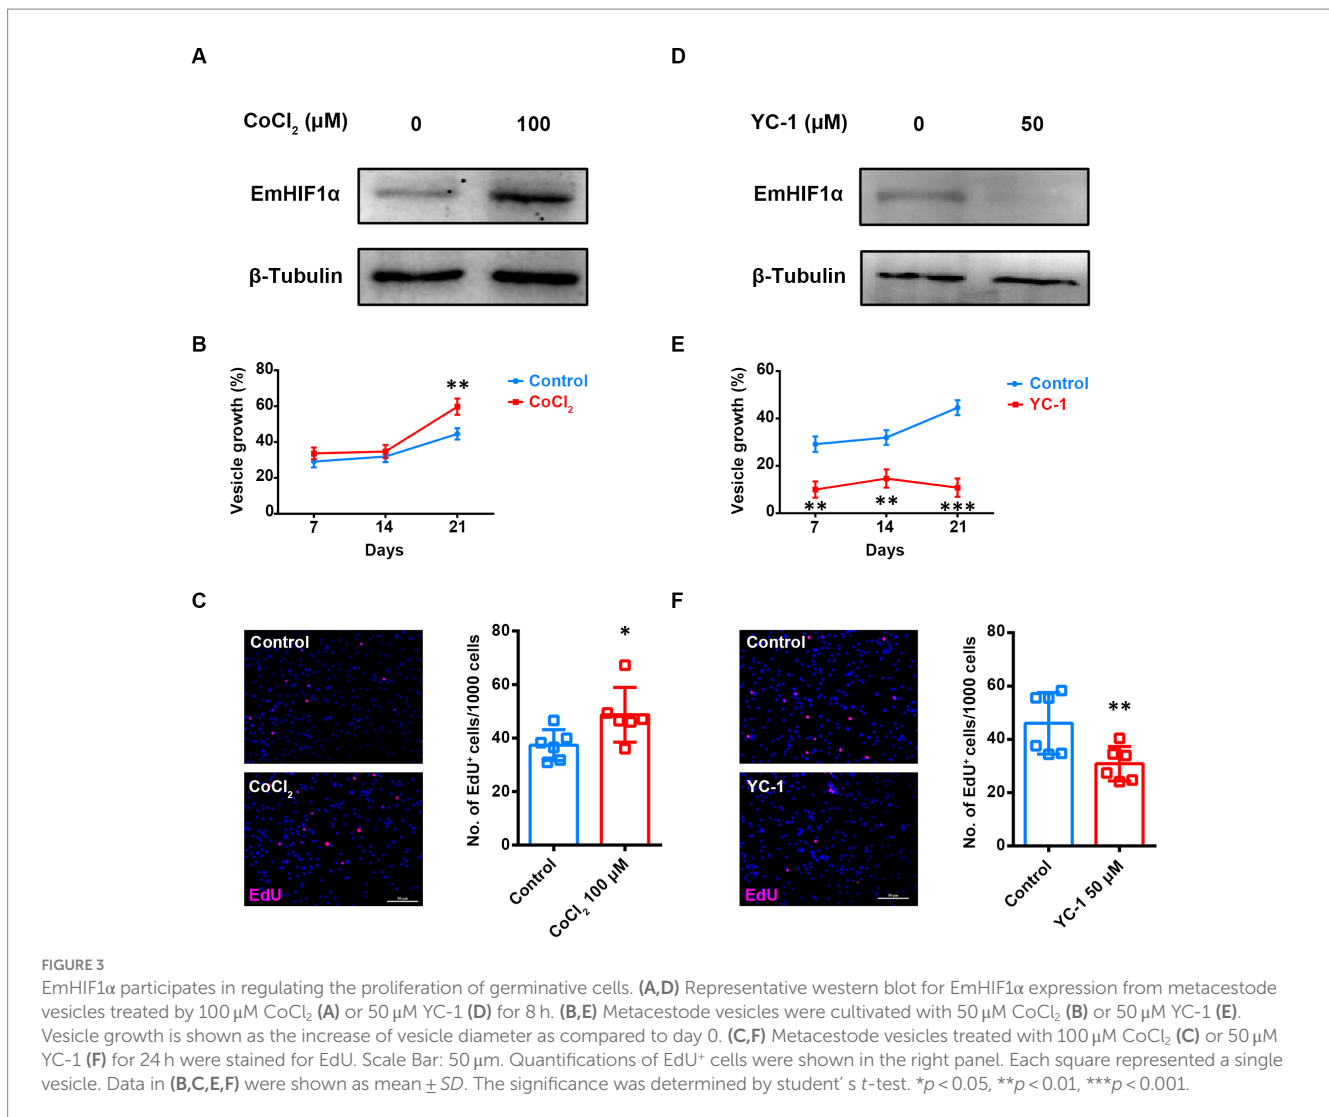 A
CoCl₂ (µM) 0 100
EmHIF1α
β-Tubulin
D
YC-1 (µM) 0 50
EmHIF1α
β-Tubulin
B
Vesicle growth (%)
80
60
40
20
0
**
Control
CoCl₂
7 14 21
Days
E
Vesicle growth (%)
60
40
20
0
** ** ***
Control
YC-1
7 14 21
Days
C
Control
CoCl₂
EdU
50 µm
No. of EdU⁺ cells/1000 cells
80
60
40
20
0
*
Control
CoCl₂ 100 µM
F
Control
YC-1
EdU
50 µm
No. of EdU⁺ cells/1000 cells
80
60
40
20
0
**
Control
YC-1 50 µM
FIGURE 3
EmHIF1α participates in regulating the proliferation of germinative cells. (A,D) Representative western blot for EmHIF1α expression from metacestode
vesicles treated by 100 µM CoCl₂ (A) or 50 µM YC-1 (D) for 8 h. (B,E) Metacestode vesicles were cultivated with 50 µM CoCl₂ (B) or 50 µM YC-1 (E).
Vesicle growth is shown as the increase of vesicle diameter as compared to day 0. (C,F) Metacestode vesicles treated with 100 µM CoCl₂ (C) or 50 µM
YC-1 (F) for 24 h were stained for EdU. Scale Bar: 50 µm. Quantifications of EdU⁺ cells were shown in the right panel. Each square represented a single
vesicle. Data in (B,C,E,F) were shown as mean ± SD. The significance was determined by student’ s t-test. *p < 0.05, **p < 0.01, ***p < 0.001.